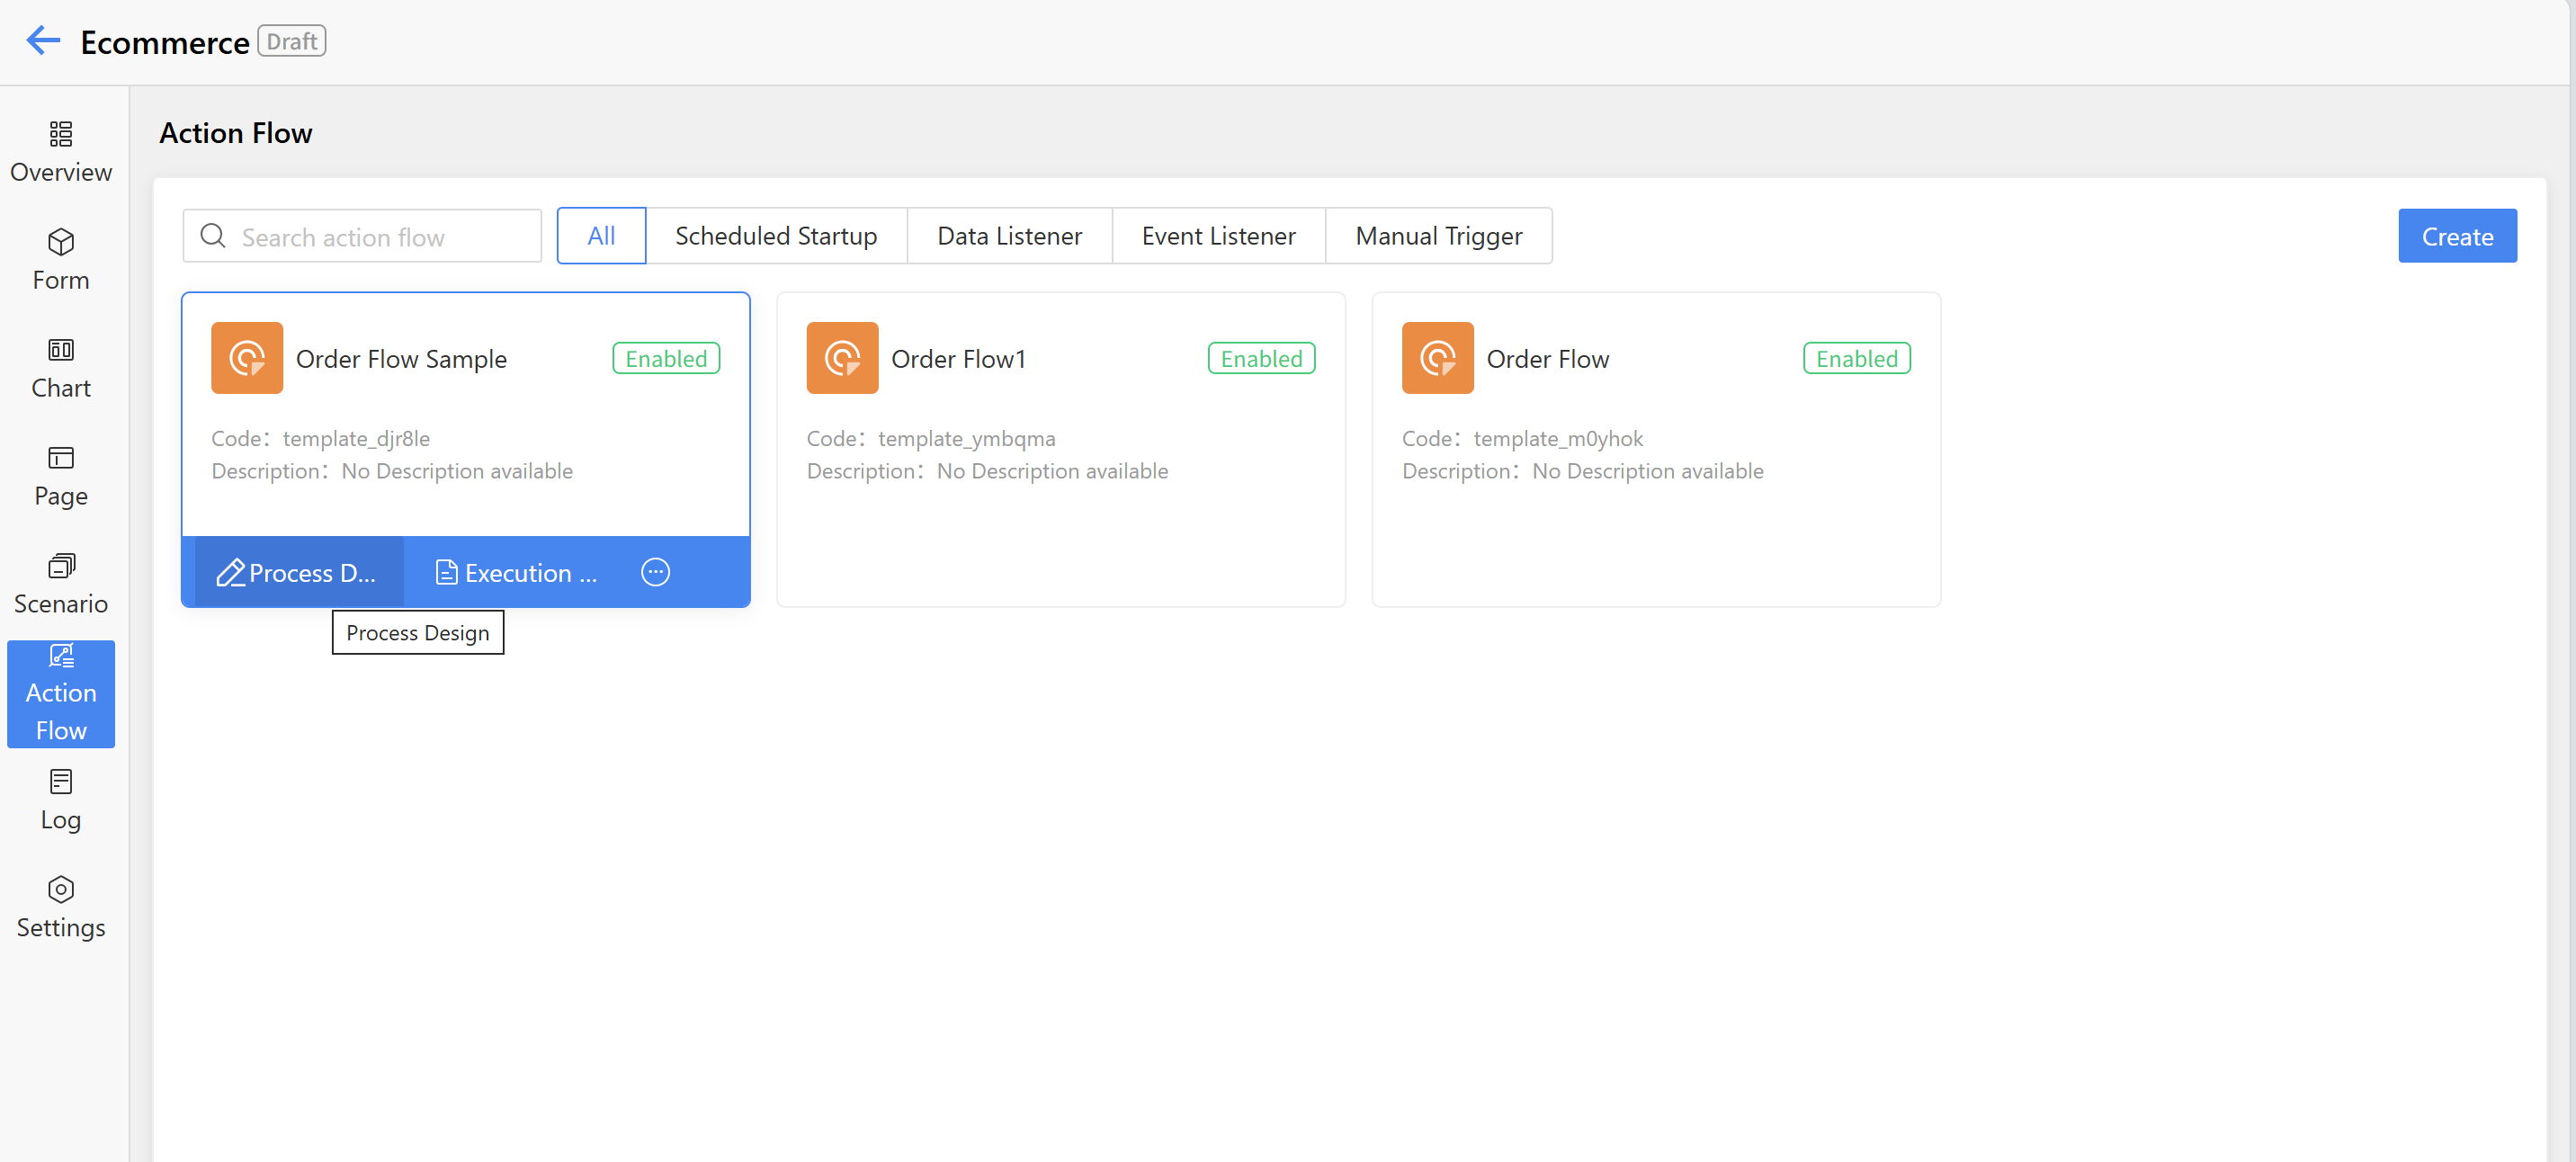 Ecommerce Draft
Overview
Form
Chart
Page
Scenario
Action
Flow
Log
Settings
Action Flow
Search action flow
All
Scheduled Startup
Data Listener
Event Listener
Manual Trigger
Create
Order Flow Sample
Enabled
Code：template_djr8le
Description：No Description available
Process D...
Execution ...
Process Design
Order Flow1
Enabled
Code：template_ymbqma
Description：No Description available
Order Flow
Enabled
Code：template_m0yhok
Description：No Description available